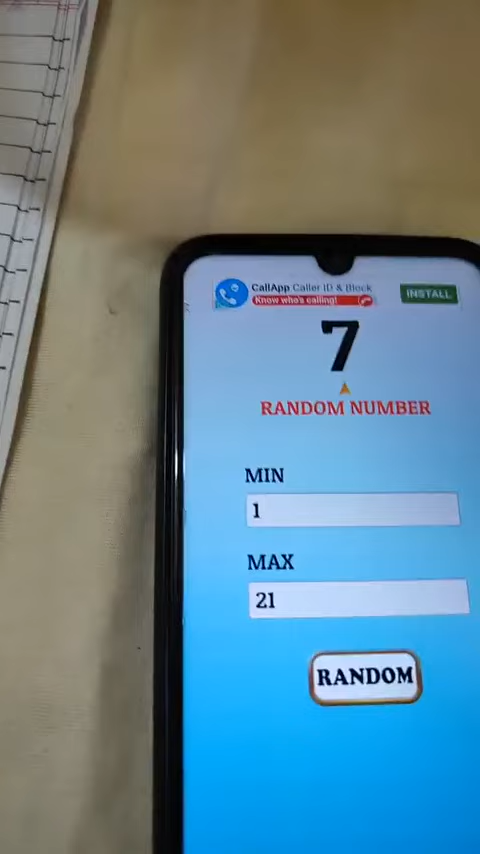 CallApp Caller ID & Block
Know who's calling!
INSTALL
7
RANDOM NUMBER
MIN
1
MAX
21
RANDOM